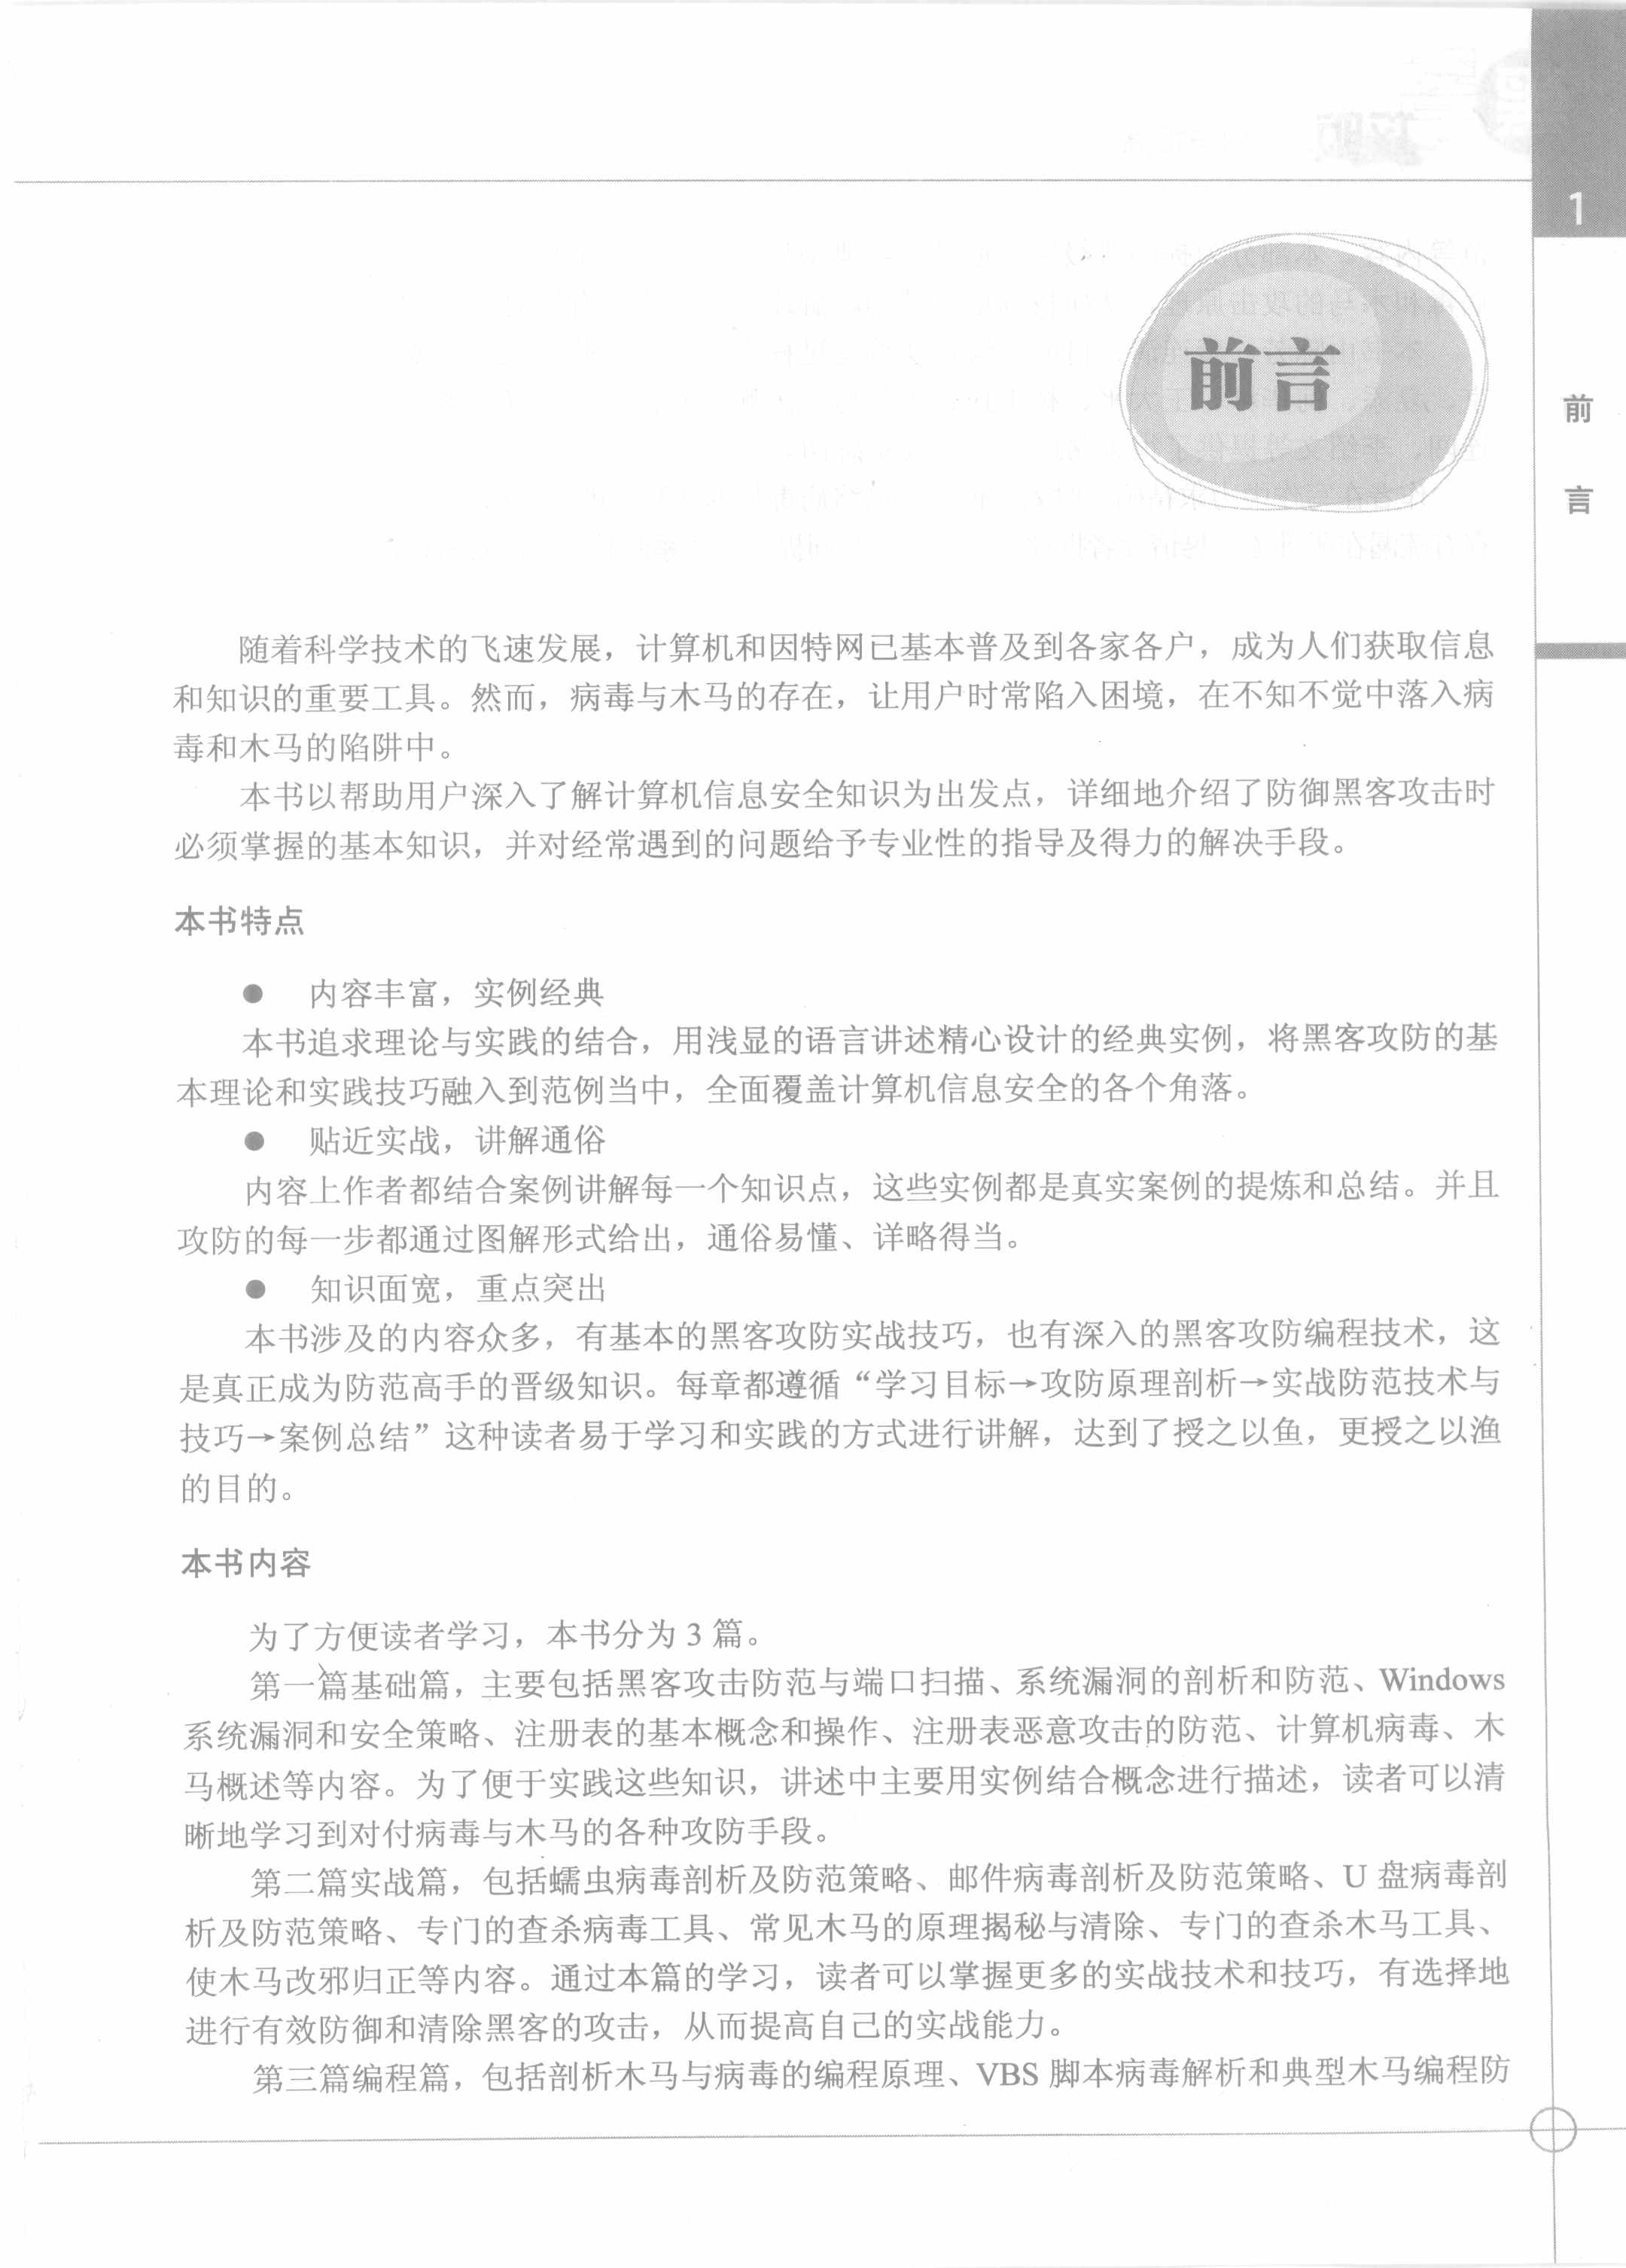 1
前言
前
言
随着科学技术的飞速发展，计算机和因特网已基本普及到各家各户，成为人们获取信息
和知识的重要工具。然而，病毒与木马的存在，让用户时常陷入困境，在不知不觉中落入病
毒和木马的陷阱中。
本书以帮助用户深入了解计算机信息安全知识为出发点，详细地介绍了防御黑客攻击时
必须掌握的基本知识，并对经常遇到的问题给予专业性的指导及得力的解决手段。
本书特点
● 内容丰富，实例经典
本书追求理论与实践的结合，用浅显的语言讲述精心设计的经典实例，将黑客攻防的基
本理论和实践技巧融入到范例当中，全面覆盖计算机信息安全的各个角落。
● 贴近实战，讲解通俗
内容上作者都结合案例讲解每一个知识点，这些实例都是真实案例的提炼和总结。并且
攻防的每一步都通过图解形式给出，通俗易懂、详略得当。
● 知识面宽，重点突出
本书涉及的内容众多，有基本的黑客攻防实战技巧，也有深入的黑客攻防编程技术，这
是真正成为防范高手的晋级知识。每章都遵循“学习目标→攻防原理剖析→实战防范技术与
技巧→案例总结”这种读者易于学习和实践的方式进行讲解，达到了授之以鱼，更授之以渔
的目的。
本书内容
为了方便读者学习，本书分为 3 篇。
第一篇基础篇，主要包括黑客攻击防范与端口扫描、系统漏洞的剖析和防范、Windows
系统漏洞和安全策略、注册表的基本概念和操作、注册表恶意攻击的防范、计算机病毒、木
马概述等内容。为了便于实践这些知识，讲述中主要用实例结合概念进行描述，读者可以清
晰地学习到对付病毒与木马的各种攻防手段。
第二篇实战篇，包括蠕虫病毒剖析及防范策略、邮件病毒剖析及防范策略、U 盘病毒剖
析及防范策略、专门的查杀病毒工具、常见木马的原理揭秘与清除、专门的查杀木马工具、
使木马改邪归正等内容。通过本篇的学习，读者可以掌握更多的实战技术和技巧，有选择地
进行有效防御和清除黑客的攻击，从而提高自己的实战能力。
第三篇编程篇，包括剖析木马与病毒的编程原理、VBS 脚本病毒解析和典型木马编程防